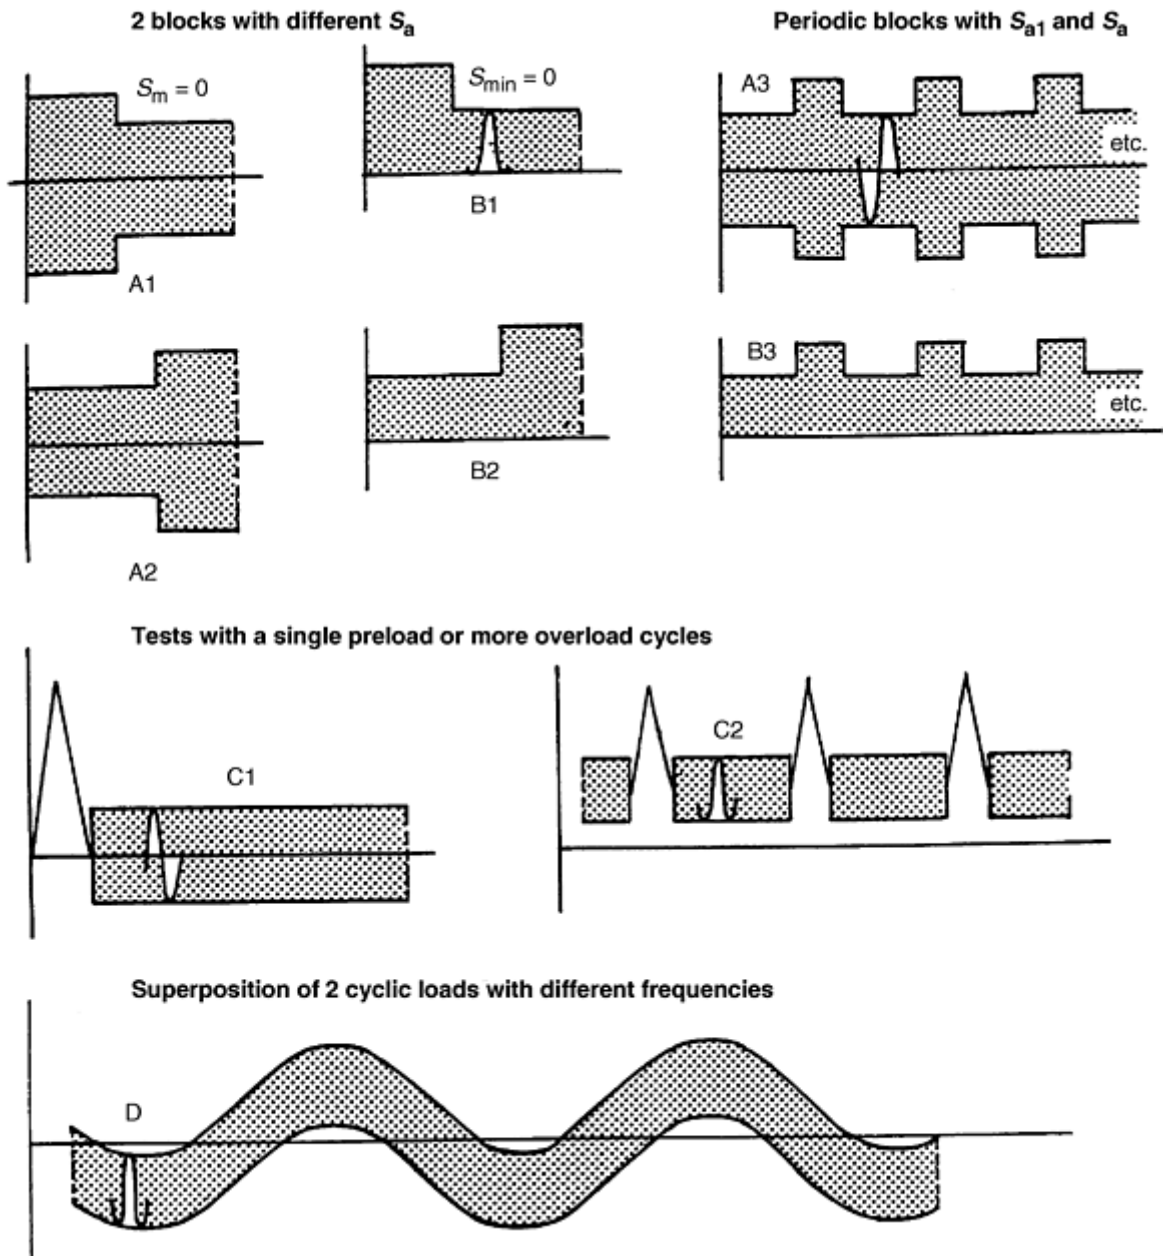 2 blocks with different Sa
Periodic blocks with Sa1 and Sa
Sm = 0
Smin = 0
A3
etc.
B1
A1
B3
etc.
B2
A2
Tests with a single preload or more overload cycles
C2
C1
Superposition of 2 cyclic loads with different frequencies
D